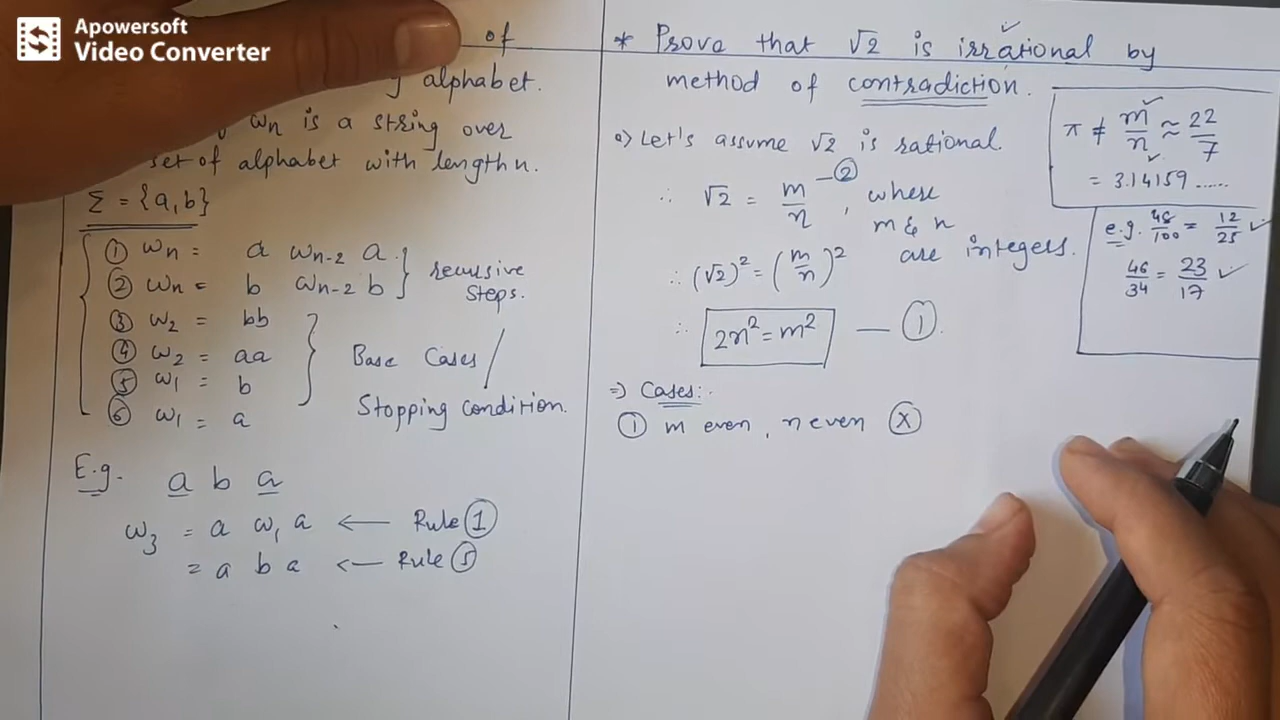 Apowersoft
Video Converter
of
alphabet.
wn is a string over
set of alphabet with length n.
Σ = {a, b}
① wn = a wn-2 a.
② wn = b wn-2 b
recursive steps.
③ w2 = bb
④ w2 = aa
⑤ w1 = b
⑥ w1 = a
Base Cases /
Stopping condition.
E.g. a b a
w3 = a w1 a ← Rule ①
= a b a ← Rule ⑤
* Prove that √2 is irrational by
method of contradiction.
Let's assume √2 is rational.
∴ √2 = m/n —②, where
m & n
are integers.
∴ (√2)² = (m/n)²
∴ 2n² = m² — ①.
⇒ Cases:
① m even, n even ⓧ
π ≠ m/n ≈ 22/7
= 3.14159......
e.g. 48/100 = 12/25 ✓
46/34 = 23/17 ✓